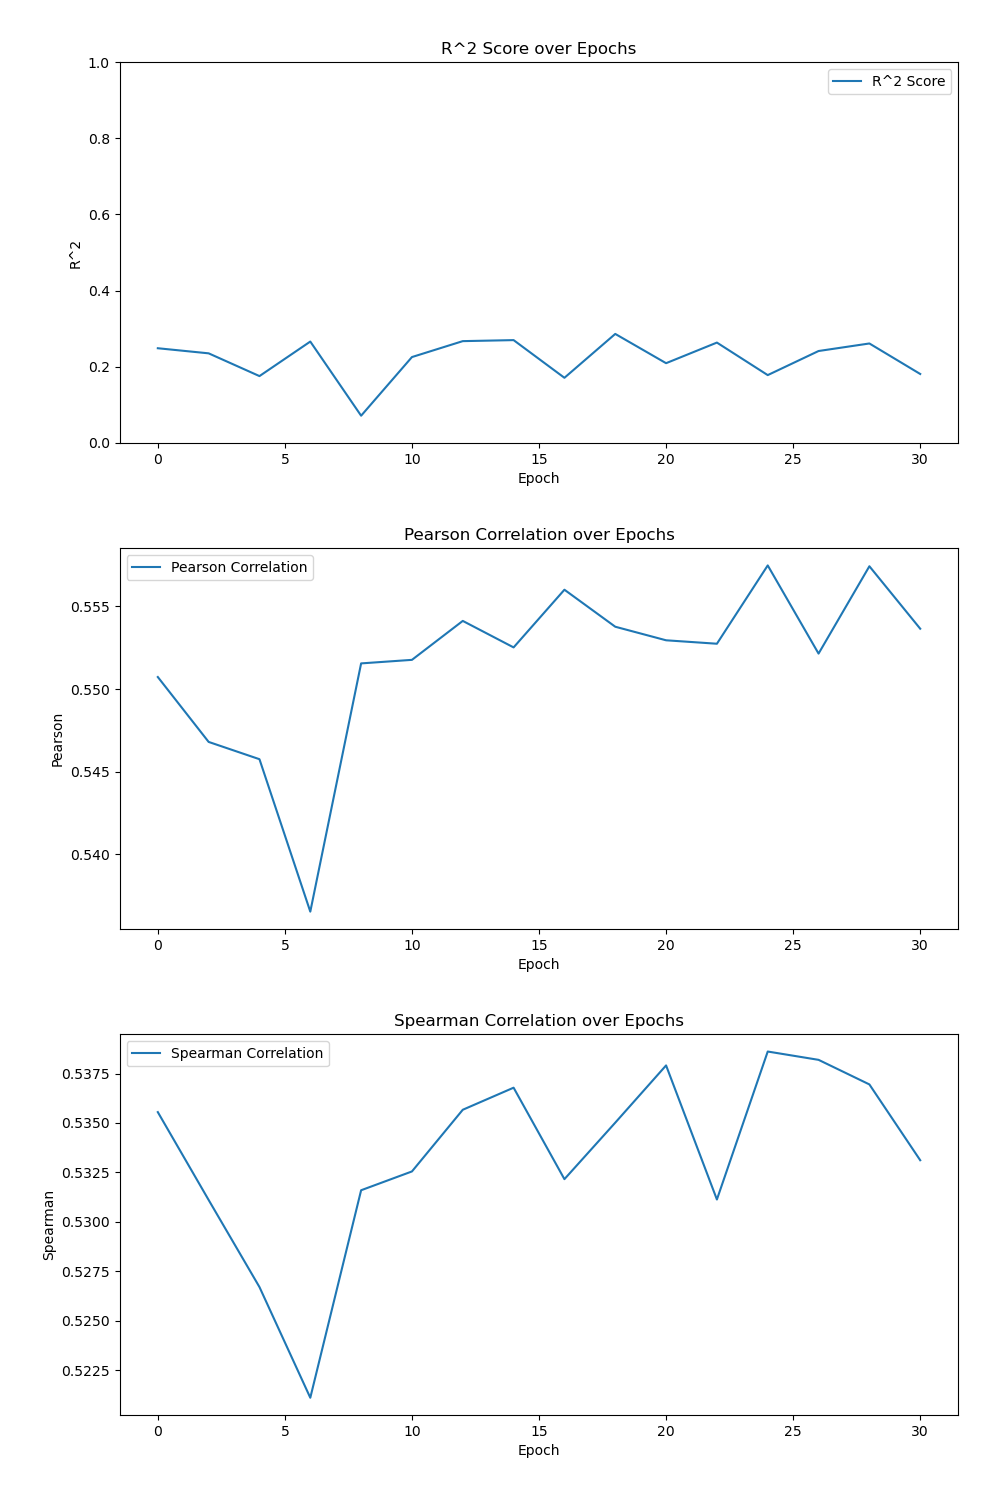 R^2 Score over Epochs
R^2 Score
1.0
0.8
0.6
0.4
0.2
0.0
R^2
0 5 10 15 20 25 30
Epoch
Pearson Correlation over Epochs
Pearson Correlation
0.555
0.550
0.545
0.540
Pearson
0 5 10 15 20 25 30
Epoch
Spearman Correlation over Epochs
Spearman Correlation
0.5375
0.5350
0.5325
0.5300
0.5275
0.5250
0.5225
Spearman
0 5 10 15 20 25 30
Epoch